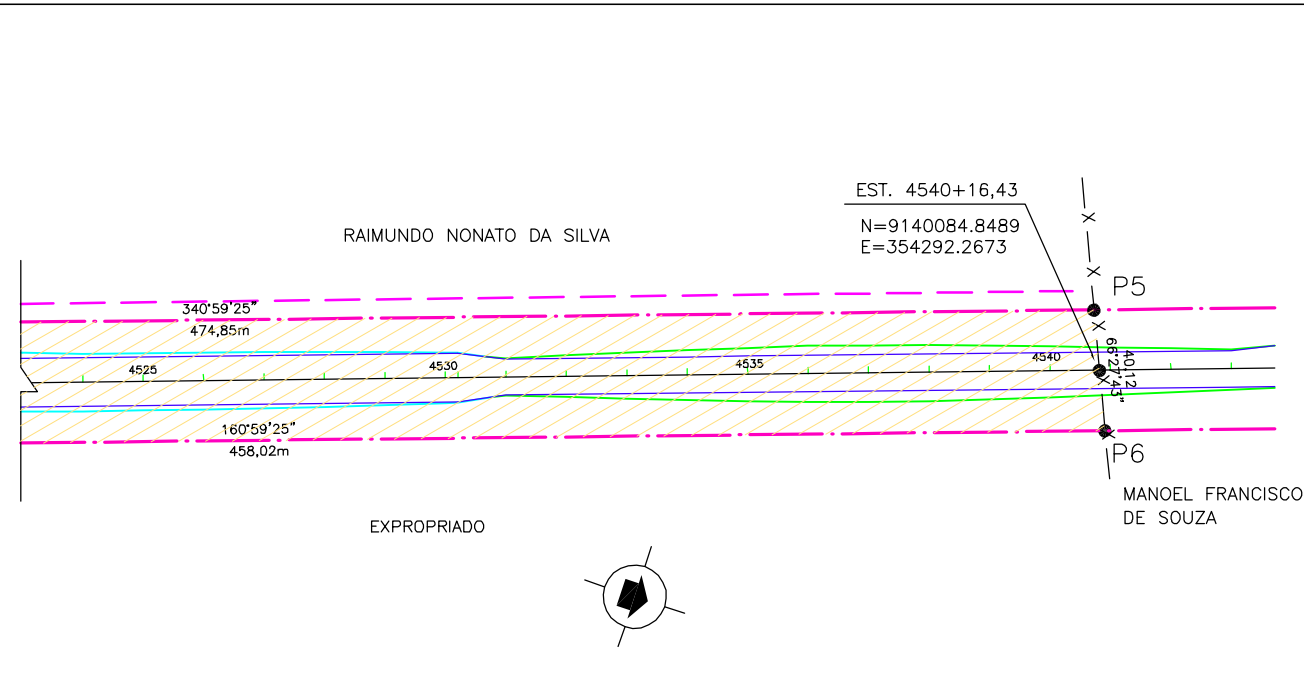 EST. 4540+16,43
N=9140084.8489
E=354292.2673
RAIMUNDO NONATO DA SILVA
P5
340°59'25"
474,85m
4525
4530
4535
4540
40,12
66°27'43"
160°59'25"
458,02m
P6
MANOEL FRANCISCO
DE SOUZA
EXPROPRIADO